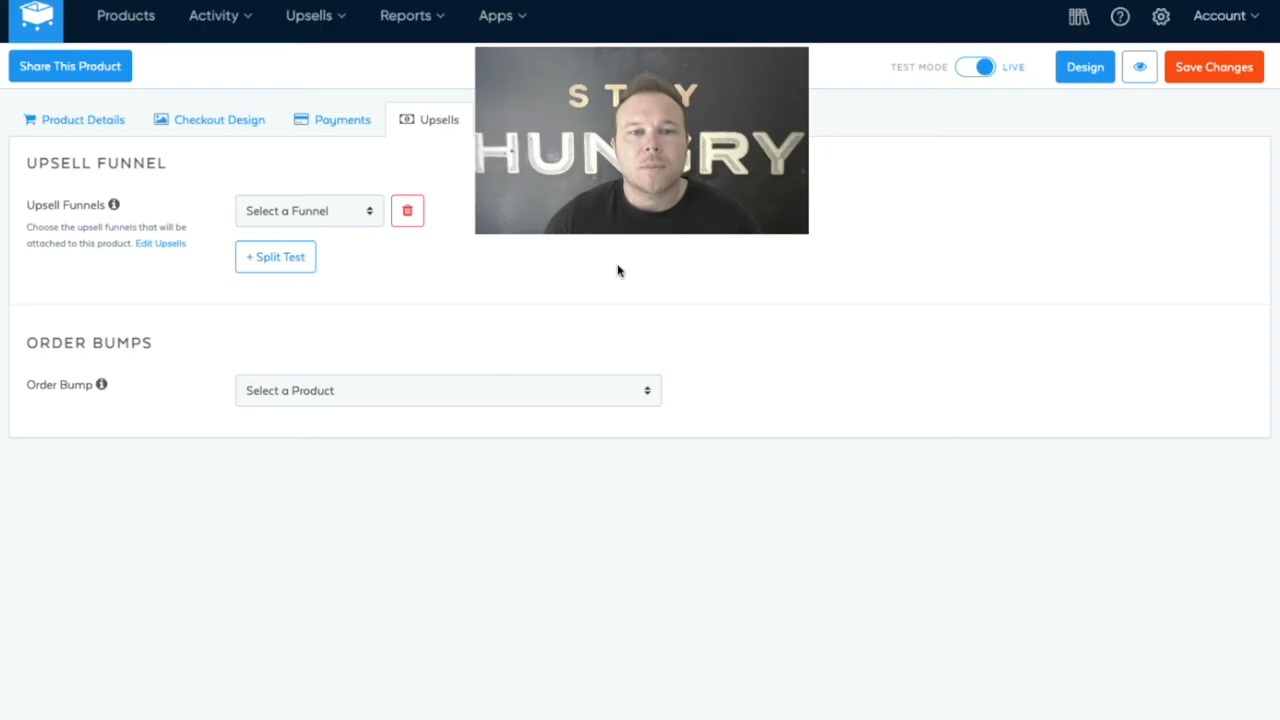 Products
Activity
Upsells
Reports
Apps
Account
Share This Product
TEST MODE
LIVE
Design
Save Changes
Product Details
Checkout Design
Payments
Upsells
STAY
HUNGRY
UPSELL FUNNEL
Upsell Funnels
Choose the upsell funnels that will be
attached to this product. Edit Upsells
Select a Funnel
+ Split Test
ORDER BUMPS
Order Bump
Select a Product